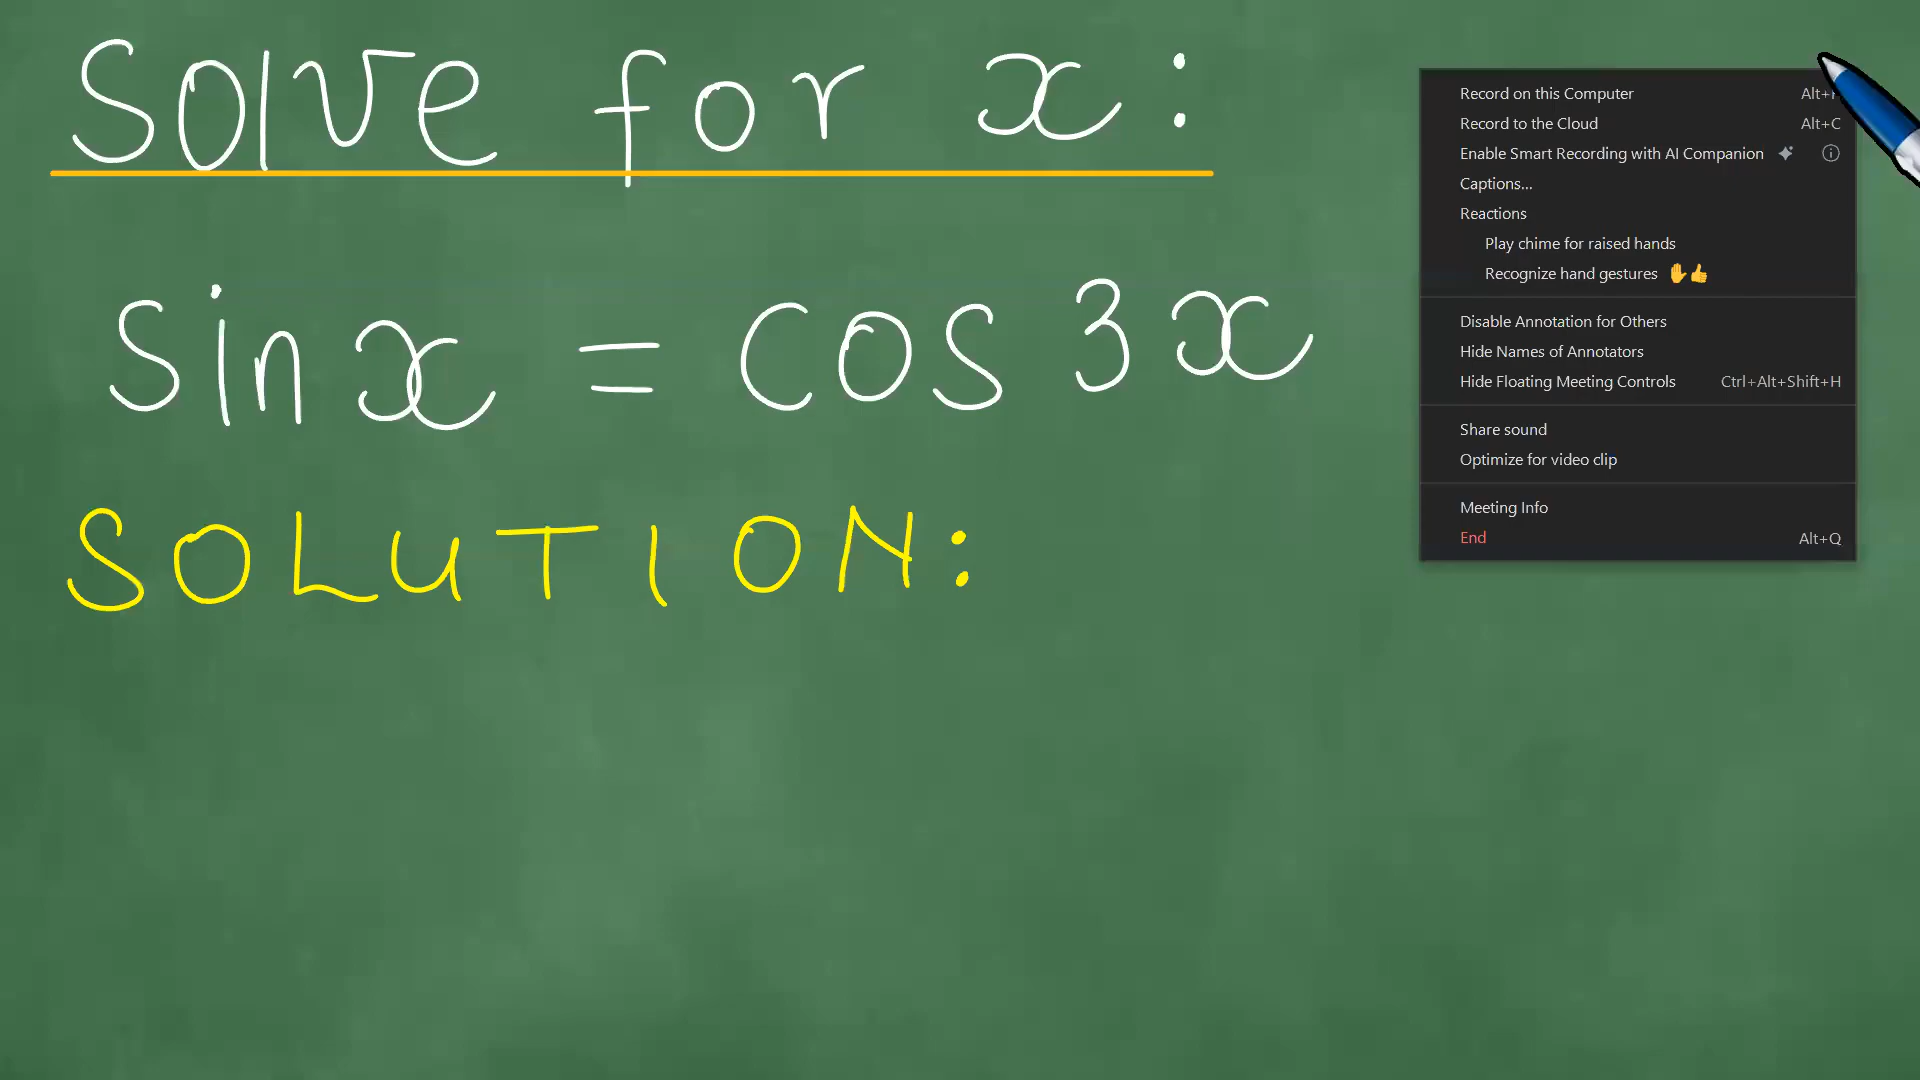 Solve for x:
sin x = cos 3x
SOLUTION:
Record on this Computer
Record to the Cloud Alt+C
Enable Smart Recording with AI Companion
Captions...
Reactions
Play chime for raised hands
Recognize hand gestures
Disable Annotation for Others
Hide Names of Annotators
Hide Floating Meeting Controls Ctrl+Alt+Shift+H
Share sound
Optimize for video clip
Meeting Info
End Alt+Q